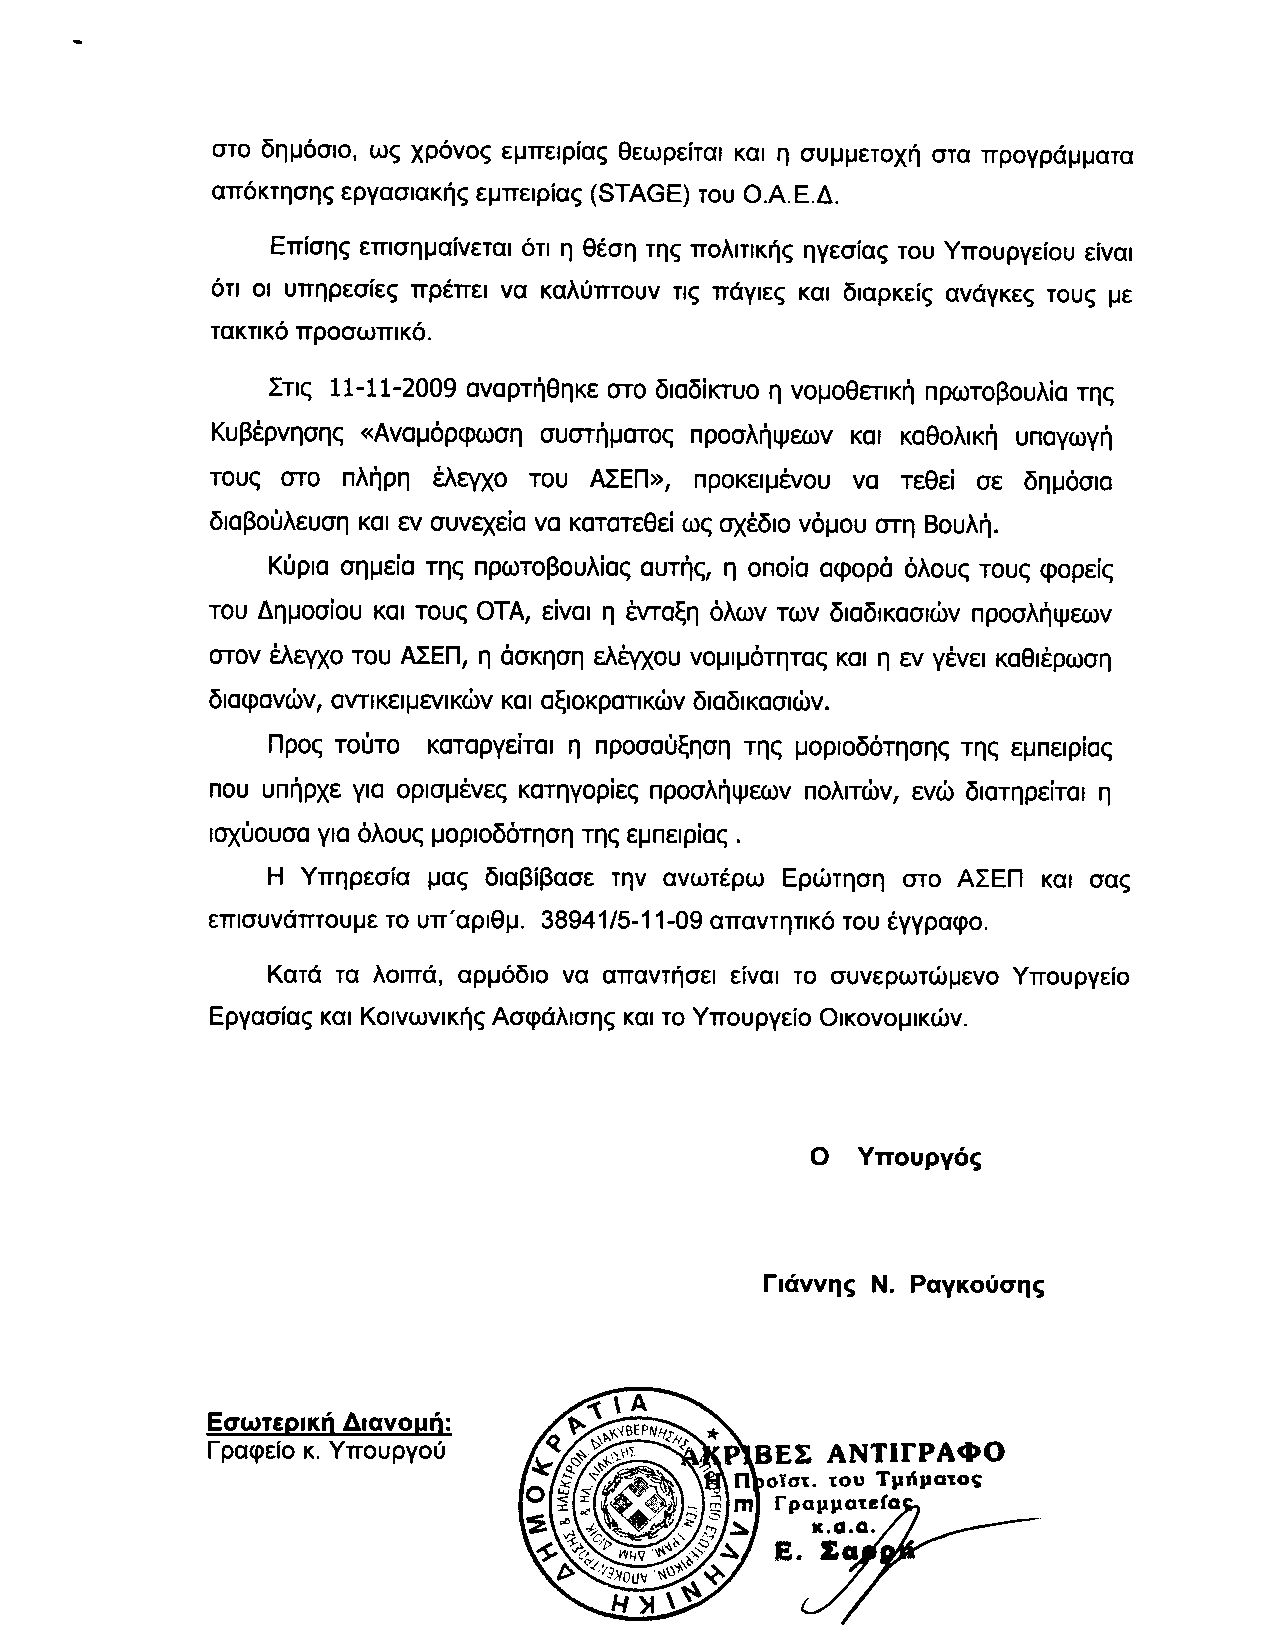 στο δημόσιο, ως χρόνος εμπειρίας θεωρείται και η συμμετοχή στα προγράμματα
απόκτησης εργασιακής εμπειρίας (STAGE) του Ο.Α.Ε.Δ.
Επίσης επισημαίνεται ότι η θέση της πολιτικής ηγεσίας του Υπουργείου είναι
ότι οι υπηρεσίες πρέπει να καλύπτουν τις πάγιες και διαρκείς ανάγκες τους με
τακτικό προσωπικό.
Στις 11-11-2009 αναρτήθηκε στο διαδίκτυο η νομοθετική πρωτοβουλία της
Κυβέρνησης «Αναμόρφωση συστήματος προσλήψεων και καθολική υπαγωγή
τους στο πλήρη έλεγχο του ΑΣΕΠ», προκειμένου να τεθεί σε δημόσια
διαβούλευση και εν συνεχεία να κατατεθεί ως σχέδιο νόμου στη Βουλή.
Κύρια σημεία της πρωτοβουλίας αυτής, η οποία αφορά όλους τους φορείς
του Δημοσίου και τους ΟΤΑ, είναι η ένταξη όλων των διαδικασιών προσλήψεων
στον έλεγχο του ΑΣΕΠ, η άσκηση ελέγχου νομιμότητας και η εν γένει καθιέρωση
διαφανών, αντικειμενικών και αξιοκρατικών διαδικασιών.
Προς τούτο καταργείται η προσαύξηση της μοριοδότησης της εμπειρίας
που υπήρχε για ορισμένες κατηγορίες προσλήψεων πολιτών, ενώ διατηρείται η
ισχύουσα για όλους μοριοδότηση της εμπειρίας .
Η Υπηρεσία μας διαβίβασε την ανωτέρω Ερώτηση στο ΑΣΕΠ και σας
επισυνάπτουμε το υπ΄αριθμ. 38941/5-11-09 απαντητικό του έγγραφο.
Κατά τα λοιπά, αρμόδιο να απαντήσει είναι το συνερωτώμενο Υπουργείο
Εργασίας και Κοινωνικής Ασφάλισης και το Υπουργείο Οικονομικών.
Ο Υπουργός
Γιάννης Ν. Ραγκούσης
Εσωτερική Διανομή:
Γραφείο κ. Υπουργού
ΕΛΛΗΝΙΚΗ ΔΗΜΟΚΡΑΤΙΑ
ΑΚΡΙΒΕΣ ΑΝΤΙΓΡΑΦΟ
Η Προϊστ. του Τμήματος
Γραμματείας
κ.α.α.
Ε. Σαρρή